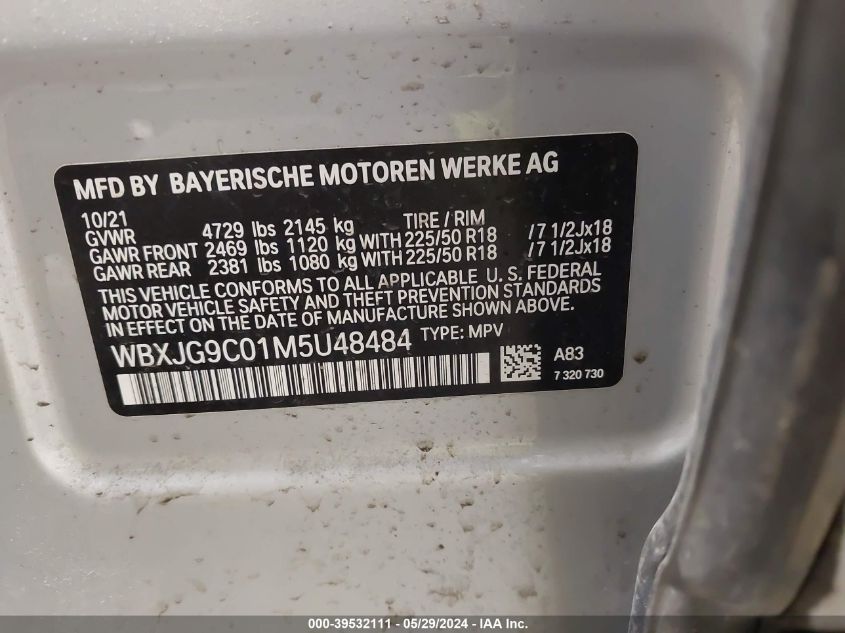 MFD BY BAYERISCHE MOTOREN WERKE AG
10/21 TIRE / RIM
GVWR 4729 lbs 2145 kg
GAWR FRONT 2469 lbs 1120 kg WITH 225/50 R18 /7 1/2Jx18
GAWR REAR 2381 lbs 1080 kg WITH 225/50 R18 /7 1/2Jx18
THIS VEHICLE CONFORMS TO ALL APPLICABLE U. S. FEDERAL
MOTOR VEHICLE SAFETY AND THEFT PREVENTION STANDARDS
IN EFFECT ON THE DATE OF MANUFACTURE SHOWN ABOVE.
WBXJG9C01M5U48484 TYPE: MPV
A83
7 320 730
000-39532111 - 05/29/2024 - IAA Inc.